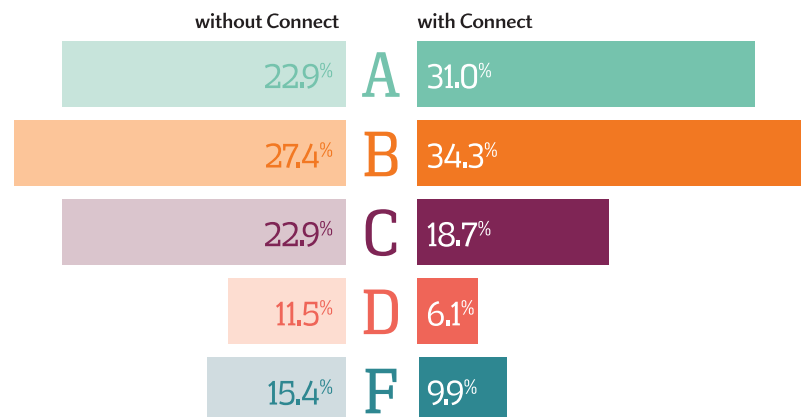 without Connect with Connect
22.9% A 31.0%
27.4% B 34.3%
22.9% C 18.7%
11.5% D 6.1%
15.4% F 9.9%